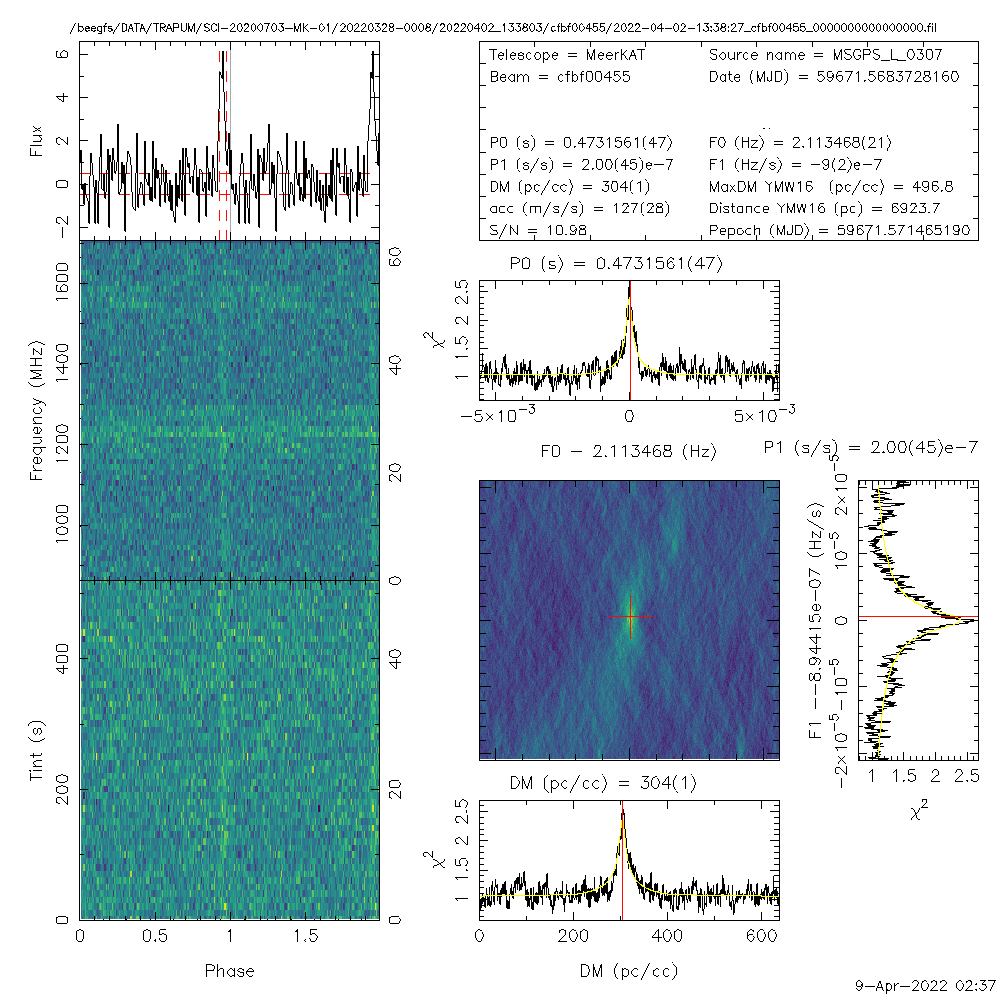 /beegfs/DATA/TRAPUM/SCI-20200703-MK-01/20220328-0008/20220402_133803/cfbf00455/2022-04-02-13:38:27_cfbf00455_0000000000000000.fil
Telescope = MeerKAT
Source name = MSGPS_L_0307
Beam = cfbf00455
Date (MJD) = 59671.5683728160
P0 (s) = 0.4731561(47)
F0 (Hz) = 2.113468(21)
P1 (s/s) = 2.00(45)e-7
F1 (Hz/s) = -9(2)e-7
DM (pc/cc) = 304(1)
MaxDM YMW16 (pc/cc) = 496.8
acc (m/s/s) = 127(28)
Distance YMW16 (pc) = 6923.7
S/N = 10.98
Pepoch (MJD) = 59671.571465190
Flux
6
4
2
0
−2
Frequency (MHz)
1600
1400
1200
1000
60
40
20
0
Tint (s)
400
200
0
40
20
0
0 0.5 1 1.5
Phase
P0 (s) = 0.4731561(47)
χ²
1 1.5 2 2.5
−5×10⁻³ 0 5×10⁻³
F0 − 2.113468 (Hz)
P1 (s/s) = 2.00(45)e−7
F1 −−8.94415e−07 (Hz/s)
−2×10⁻⁵ −10⁻⁵ 0 10⁻⁵ 2×10⁻⁵
1 1.5 2 2.5
χ²
DM (pc/cc) = 304(1)
χ²
1 1.5 2 2.5
0 200 400 600
DM (pc/cc)
9-Apr-2022 02:37